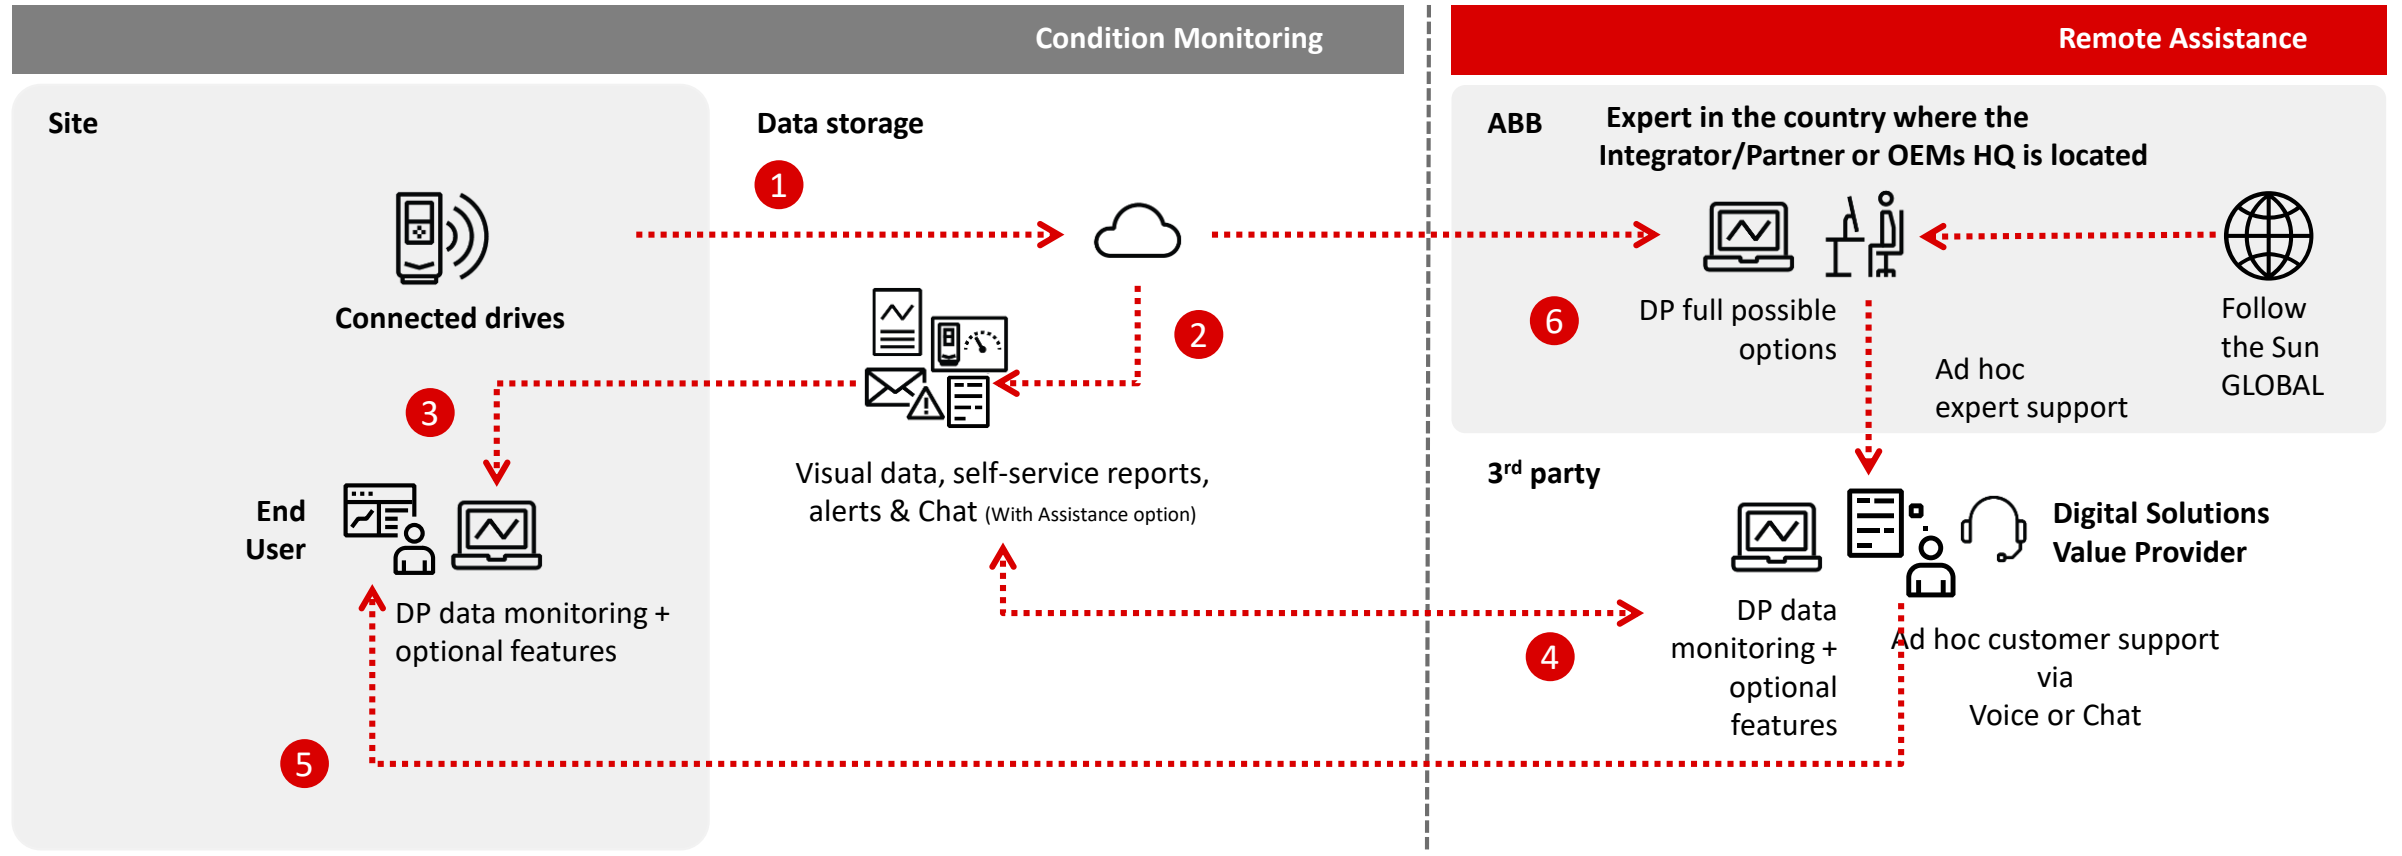 Condition Monitoring
Remote Assistance
Site
Data storage
ABB
Expert in the country where the
Integrator/Partner or OEMs HQ is located
1
Connected drives
2
6
DP full possible
options
Follow
the Sun
GLOBAL
Ad hoc
expert support
3
Visual data, self-service reports,
alerts & Chat (With Assistance option)
3rd party
End
User
Digital Solutions
Value Provider
DP data monitoring +
optional features
4
DP data
monitoring +
optional
features
Ad hoc customer support
via
Voice or Chat
5